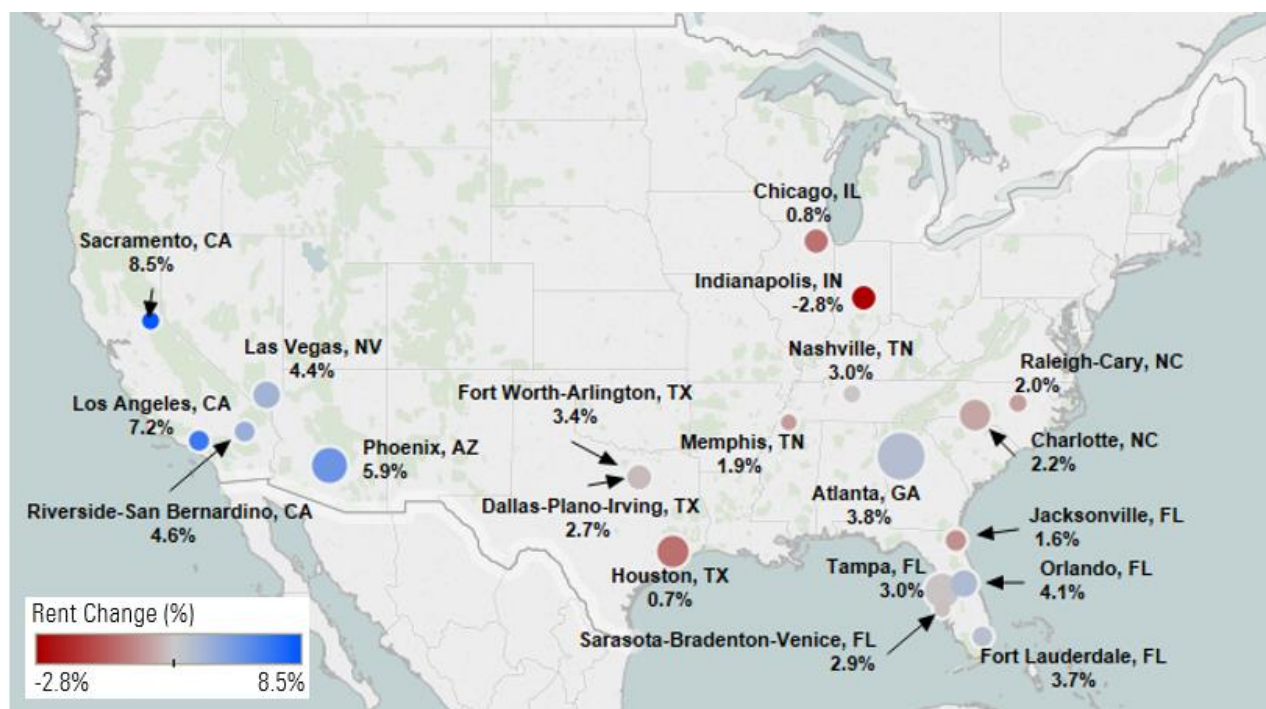 Chicago, IL
0.8%
Sacramento, CA
8.5%
Indianapolis, IN
-2.8%
Las Vegas, NV
4.4%
Nashville, TN
3.0%
Raleigh-Cary, NC
2.0%
Fort Worth-Arlington, TX
3.4%
Los Angeles, CA
7.2%
Phoenix, AZ
5.9%
Memphis, TN
1.9%
Charlotte, NC
2.2%
Riverside-San Bernardino, CA
4.6%
Dallas-Plano-Irving, TX
2.7%
Atlanta, GA
3.8%
Jacksonville, FL
1.6%
Houston, TX
0.7%
Tampa, FL
3.0%
Orlando, FL
4.1%
Sarasota-Bradenton-Venice, FL
2.9%
Fort Lauderdale, FL
3.7%
Rent Change (%)
-2.8% 8.5%